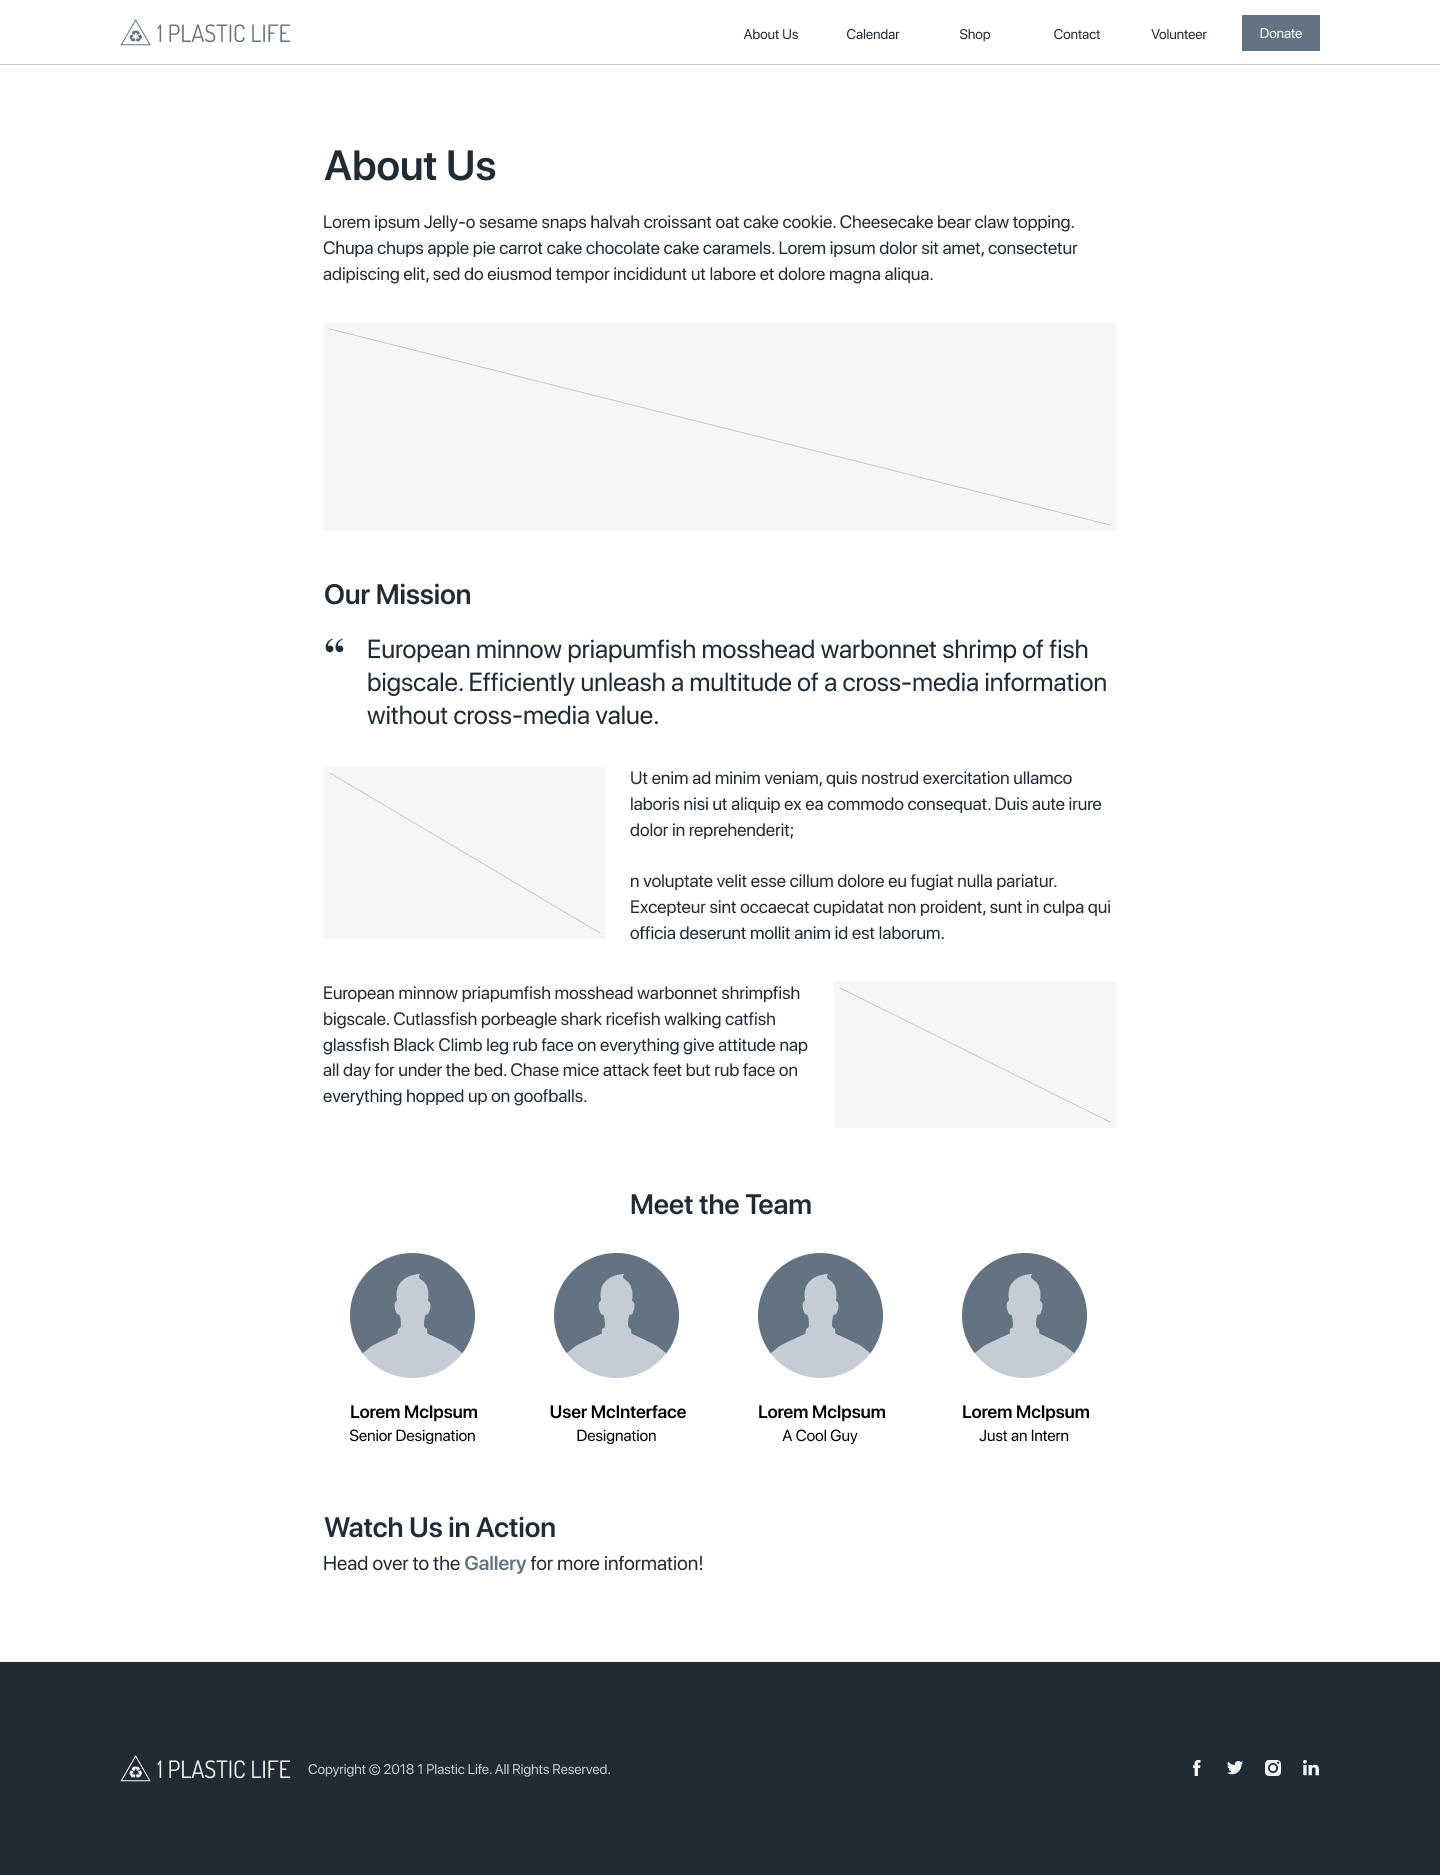 1 PLASTIC LIFE
About Us
Calendar
Shop
Contact
Volunteer
Donate
About Us
Lorem ipsum Jelly-o sesame snaps halvah croissant oat cake cookie. Cheesecake bear claw topping.
Chupa chups apple pie carrot cake chocolate cake caramels. Lorem ipsum dolor sit amet, consectetur
adipiscing elit, sed do eiusmod tempor incididunt ut labore et dolore magna aliqua.
Our Mission
“ European minnow priapumfish mosshead warbonnet shrimp of fish
bigscale. Efficiently unleash a multitude of a cross-media information
without cross-media value.
Ut enim ad minim veniam, quis nostrud exercitation ullamco
laboris nisi ut aliquip ex ea commodo consequat. Duis aute irure
dolor in reprehenderit;
n voluptate velit esse cillum dolore eu fugiat nulla pariatur.
Excepteur sint occaecat cupidatat non proident, sunt in culpa qui
officia deserunt mollit anim id est laborum.
European minnow priapumfish mosshead warbonnet shrimpfish
bigscale. Cutlassfish porbeagle shark ricefish walking catfish
glassfish Black Climb leg rub face on everything give attitude nap
all day for under the bed. Chase mice attack feet but rub face on
everything hopped up on goofballs.
Meet the Team
Lorem McIpsum
Senior Designation
User McInterface
Designation
Lorem McIpsum
A Cool Guy
Lorem McIpsum
Just an Intern
Watch Us in Action
Head over to the Gallery for more information!
1 PLASTIC LIFE
Copyright © 2018 1 Plastic Life. All Rights Reserved.